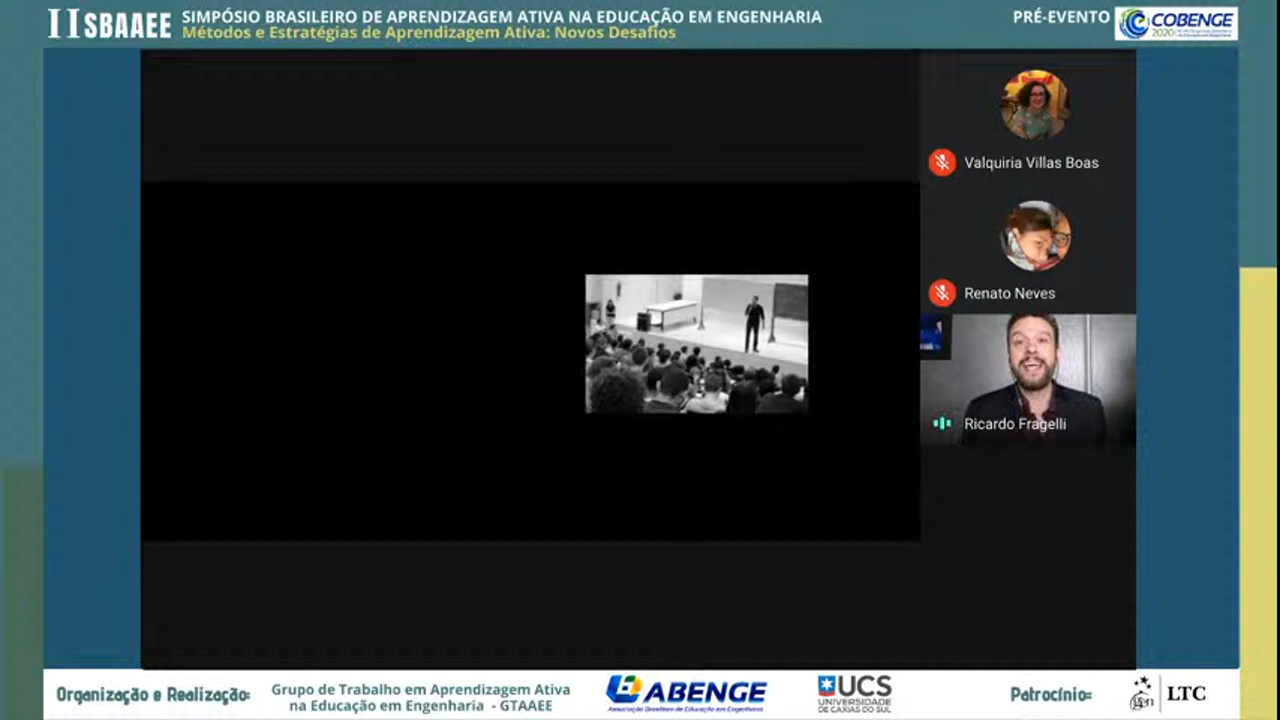 IISBAAEE
SIMPÓSIO BRASILEIRO DE APRENDIZAGEM ATIVA NA EDUCAÇÃO EM ENGENHARIA
Métodos e Estratégias de Aprendizagem Ativa: Novos Desafios
PRÉ-EVENTO
COBENGE
2020
Valquiria Villas Boas
Renato Neves
Ricardo Fragelli
Organização e Realização:
Grupo de Trabalho em Aprendizagem Ativa
na Educação em Engenharia - GTAAEE
ABENGE
Associação Brasileira de Educação em Engenharia
UCS
UNIVERSIDADE
DE CAXIAS DO SUL
Patrocínio:
gen
LTC